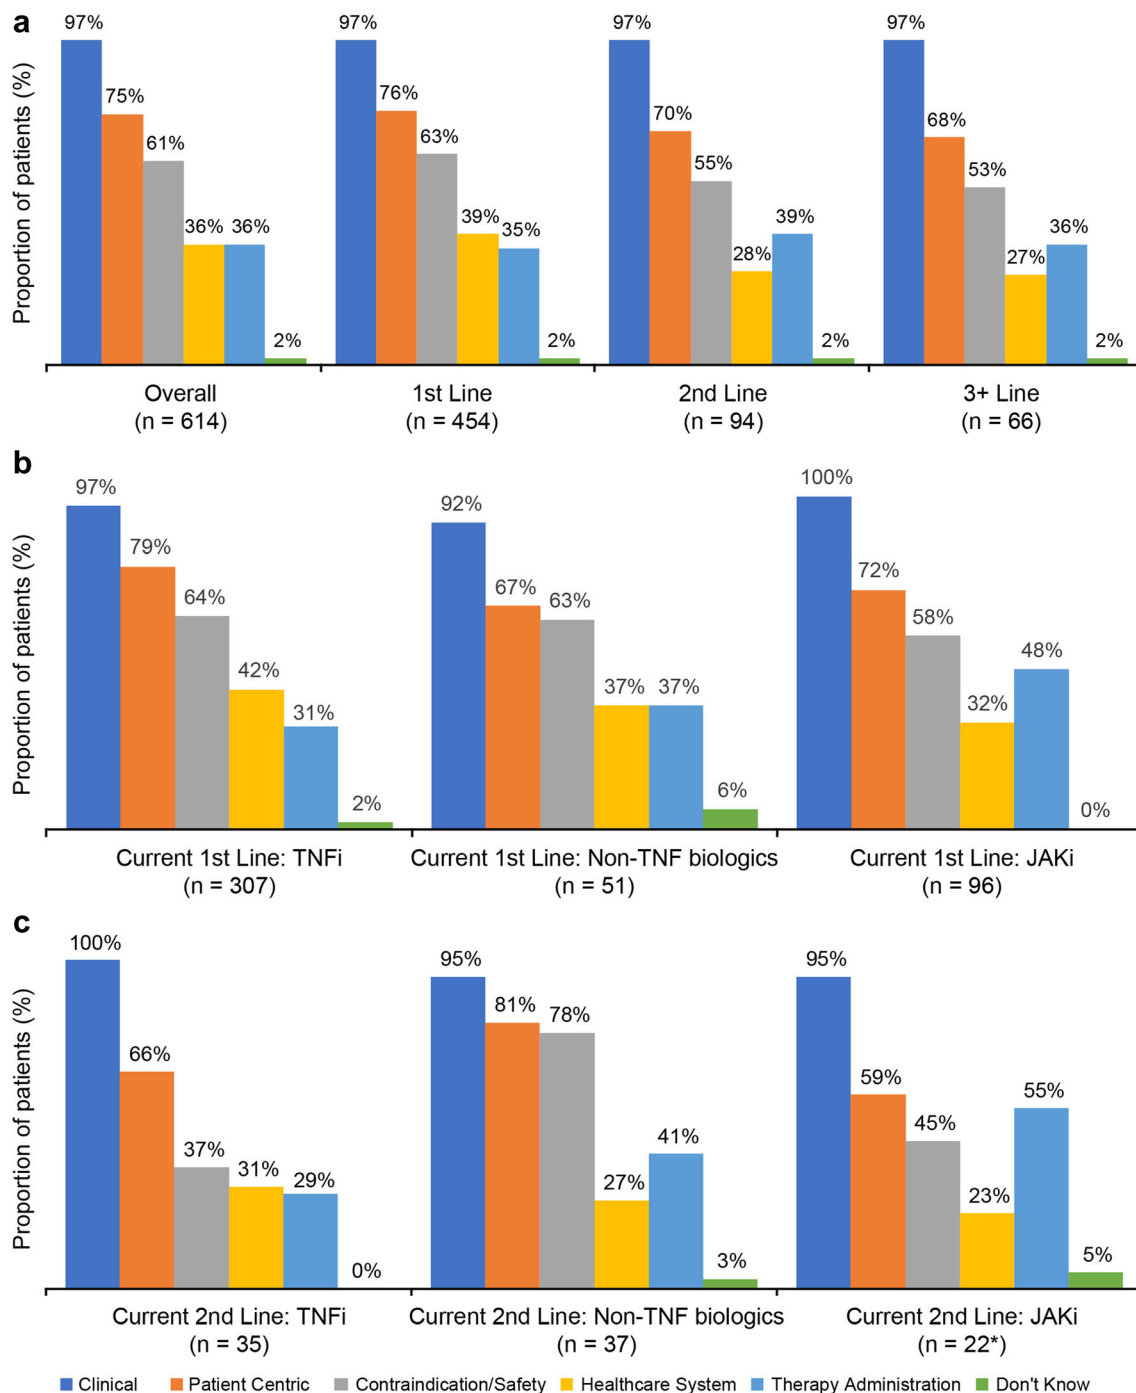 a
97% 97% 97% 97%
75% 76% 70% 68%
61% 63% 55% 53%
36% 36% 39% 35% 28% 39% 27% 36%
2% 2% 2% 2%
Proportion of patients (%)
Overall 1st Line 2nd Line 3+ Line
(n = 614) (n = 454) (n = 94) (n = 66)
b
97% 92% 100%
79% 67% 72%
64% 63% 58%
42% 31% 37% 37% 32% 48%
2% 6% 0%
Proportion of patients (%)
Current 1st Line: TNFi Current 1st Line: Non-TNF biologics Current 1st Line: JAKi
(n = 307) (n = 51) (n = 96)
c
100% 95% 95%
66% 81% 59%
37% 78% 45%
31% 29% 27% 41% 23% 55%
0% 3% 5%
Proportion of patients (%)
Current 2nd Line: TNFi Current 2nd Line: Non-TNF biologics Current 2nd Line: JAKi
(n = 35) (n = 37) (n = 22*)
Clinical Patient Centric Contraindication/Safety Healthcare System Therapy Administration Don't Know